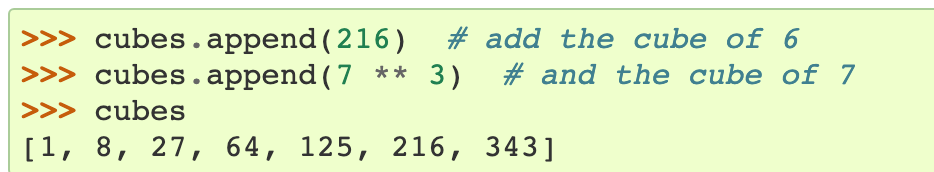 >>> cubes.append(216)  # add the cube of 6
>>> cubes.append(7 ** 3)  # and the cube of 7
>>> cubes
[1, 8, 27, 64, 125, 216, 343]